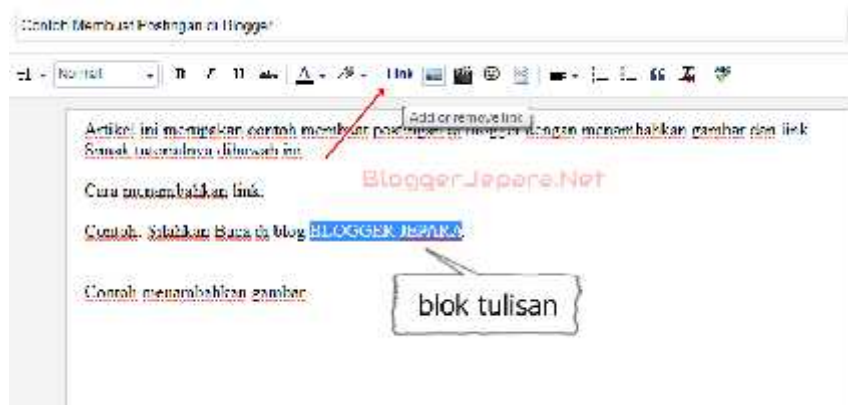 Contoh Membuat Postingan di Blogger
Normal Link
Add or remove link
Artikel ini merupakan contoh membuat postingan di blogger dengan menambahkan gambar dan link
Simak tutorialnya dibawah ini
BloggerJepara.Net
Cara menambahkan link.
Contoh. Silahkan Baca di blog BLOGGER JEPARA.
Contoh menambahkan gambar
blok tulisan